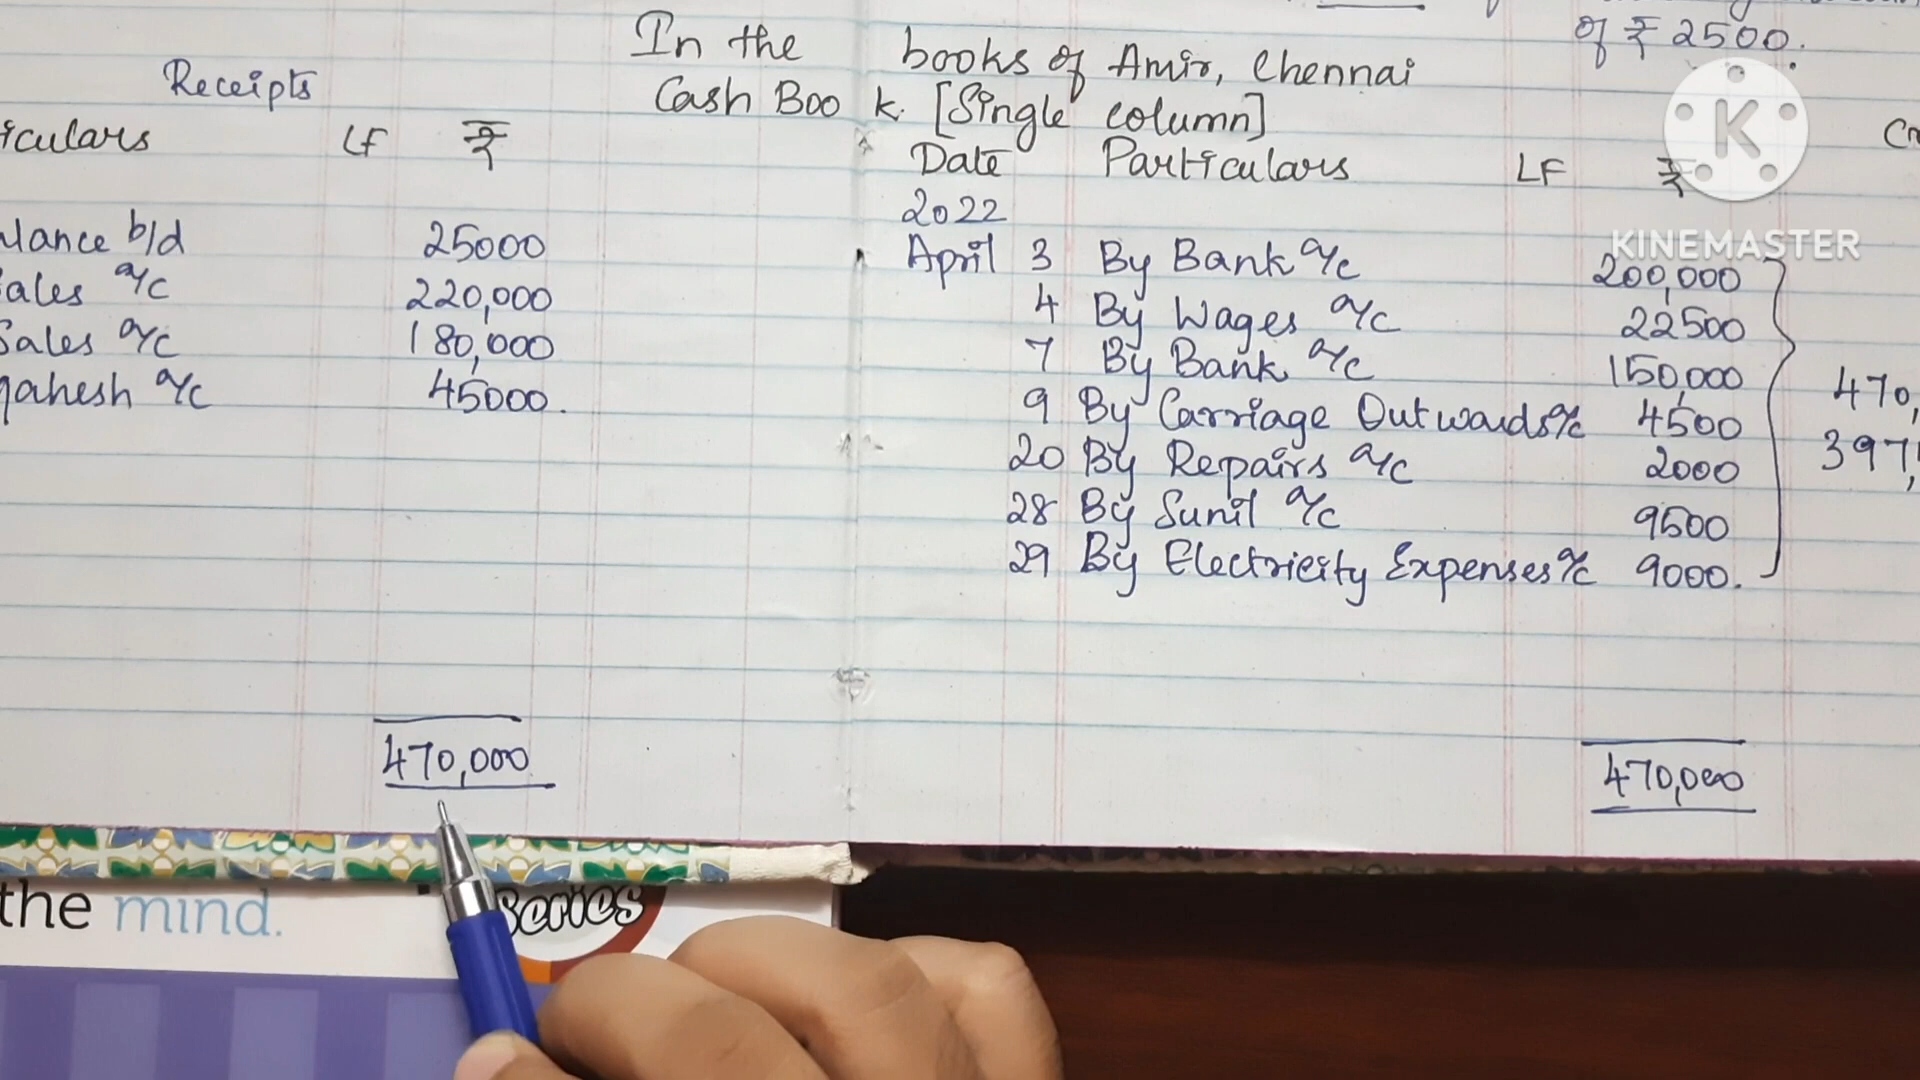 of ₹ 2500.
In the books of Amir, Chennai
Receipts
Cash Book. [Single column]
iculars LF ₹
Date Particulars LF ₹
2022
lance b/d 25000
April 3 By Bank a/c 200,000
ales a/c 220,000
4 By Wages a/c 22500
Sales a/c 180,000
7 By Bank a/c 150,000
gahesh a/c 45000.
9 By Carriage Outwards a/c 4500
20 By Repairs a/c 2000
28 By Sunil a/c 9500
29 By Electricity Expenses a/c 9000.
470,
397,
470,000
470,000
K
KINEMASTER
the mind.
Series